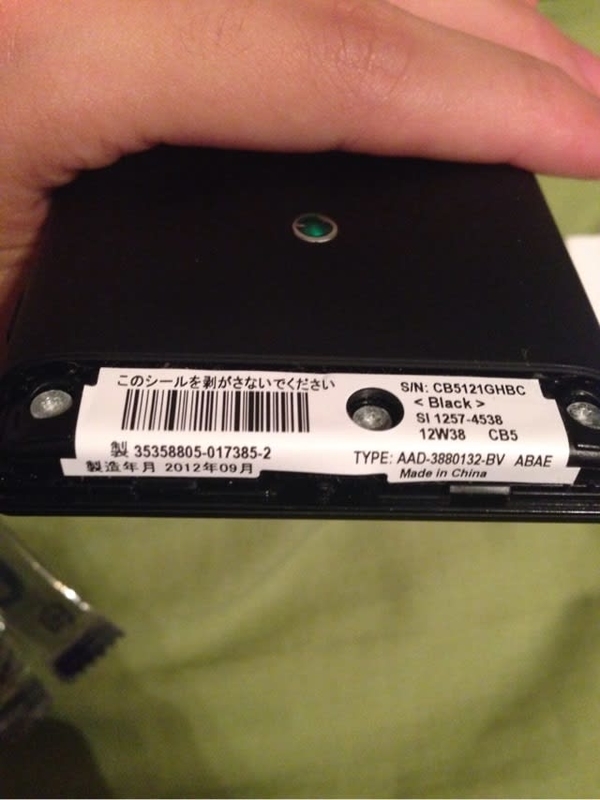 このシールを剥がさないでください
製 35358805-017385-2
製造年月 2012年09月
S/N: CB5121GHBC
< Black >
SI 1257-4538
12W38 CB5
TYPE: AAD-3880132-BV ABAE
Made in China